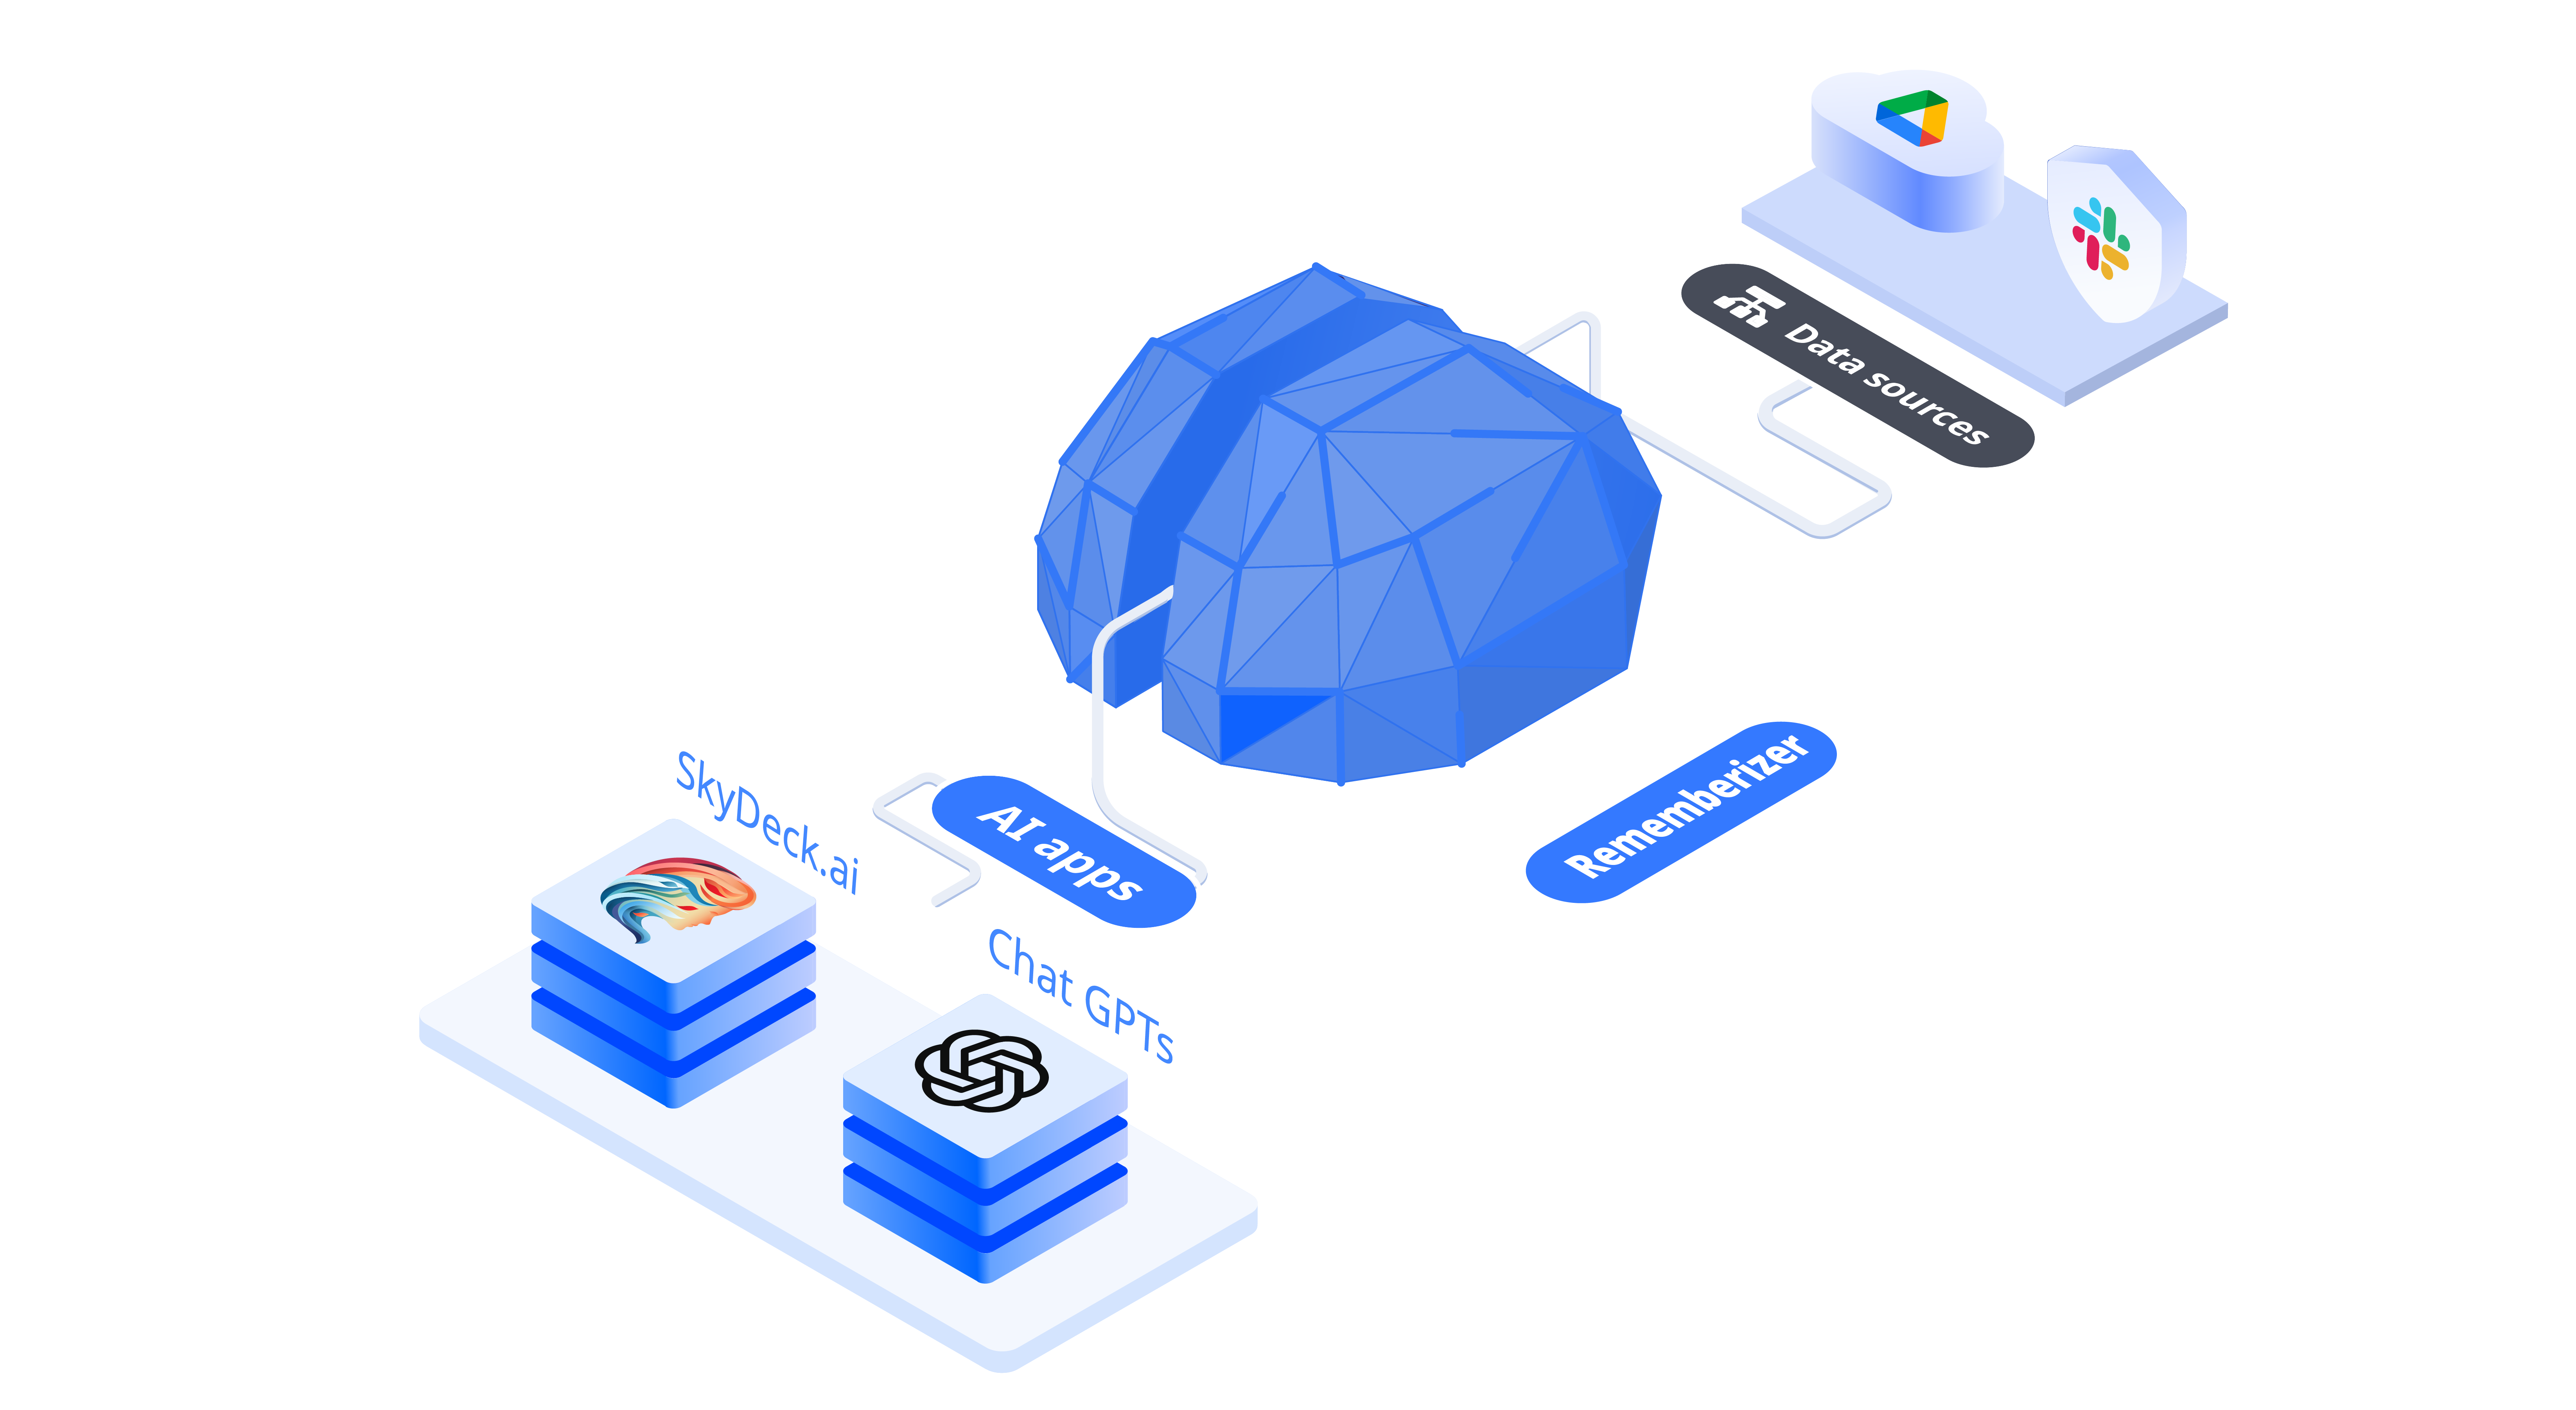 Data sources
Rememberizer
AI apps
SkyDeck.ai
Chat GPTs